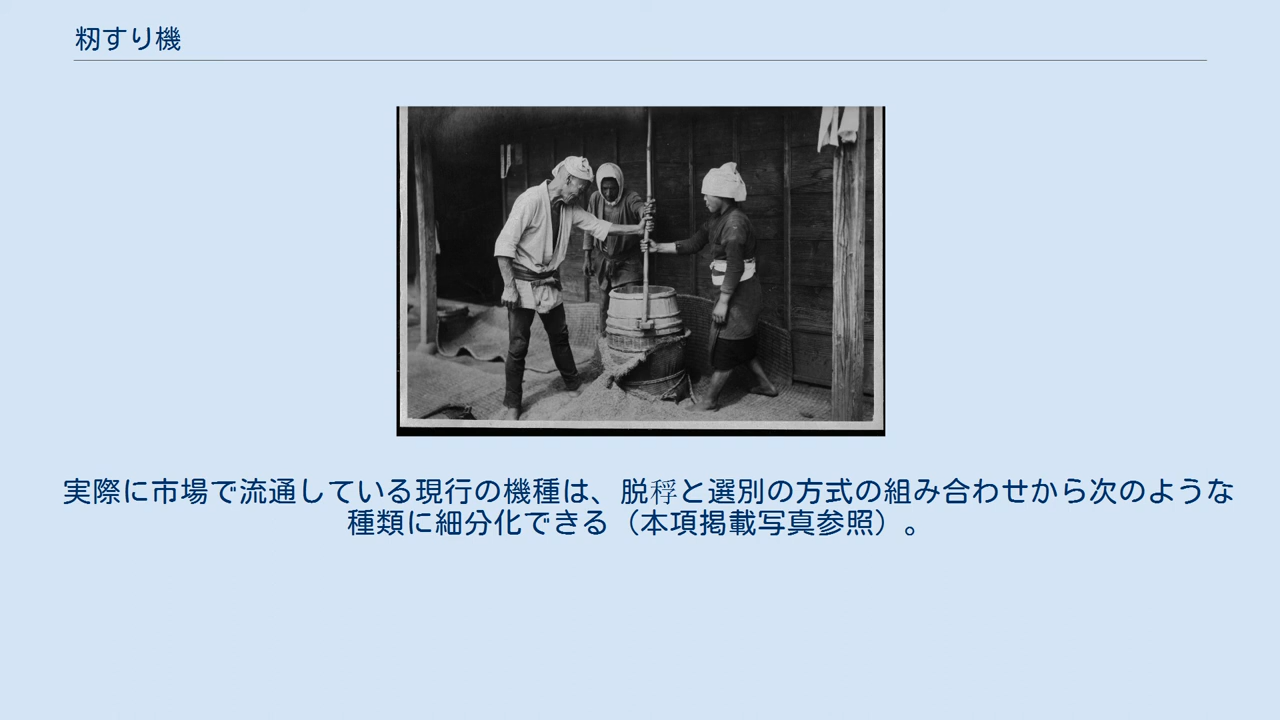 籾すり機
実際に市場で流通している現行の機種は、脱稃と選別の方式の組み合わせから次のような
種類に細分化できる（本項掲載写真参照）。